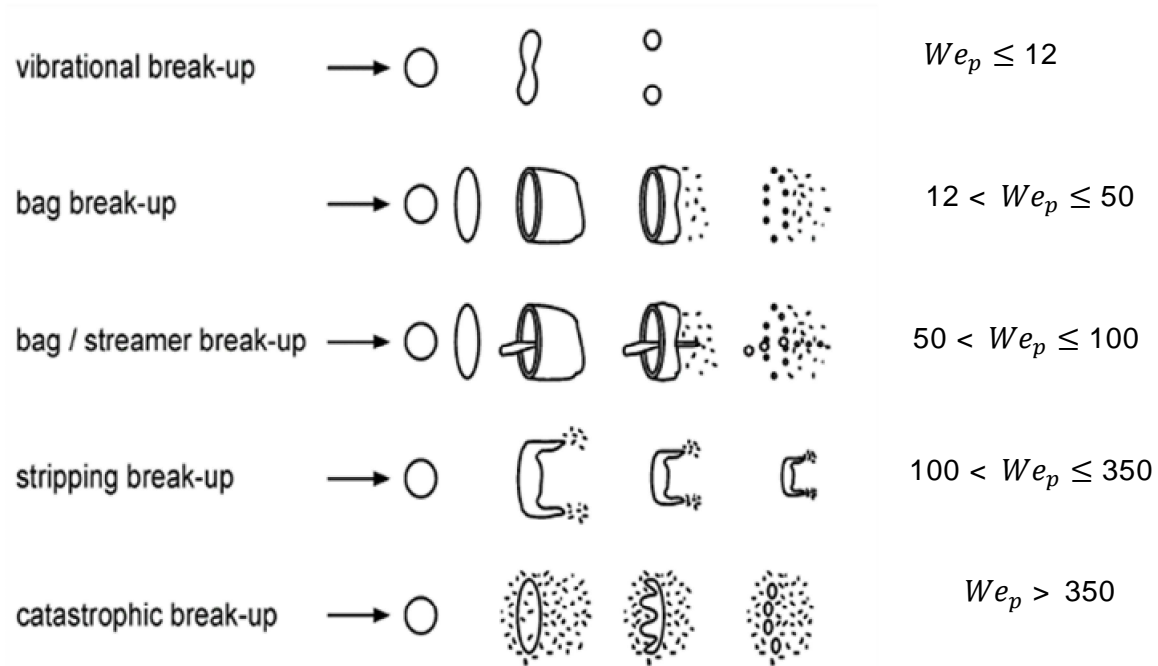 vibrational break-up We_p ≤ 12
bag break-up 12 < We_p ≤ 50
bag / streamer break-up 50 < We_p ≤ 100
stripping break-up 100 < We_p ≤ 350
catastrophic break-up We_p > 350